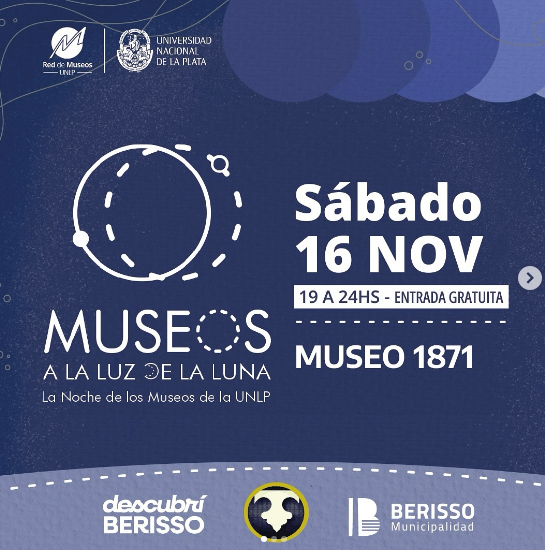 Red de Museos
UNLP
UNIVERSIDAD
NACIONAL
DE LA PLATA
MUSEOS
A LA LUZ DE LA LUNA
La Noche de los Museos de la UNLP
Sábado
16 NOV
19 A 24HS - ENTRADA GRATUITA
MUSEO 1871
descubrí
BERISSO
BERISSO
Municipalidad